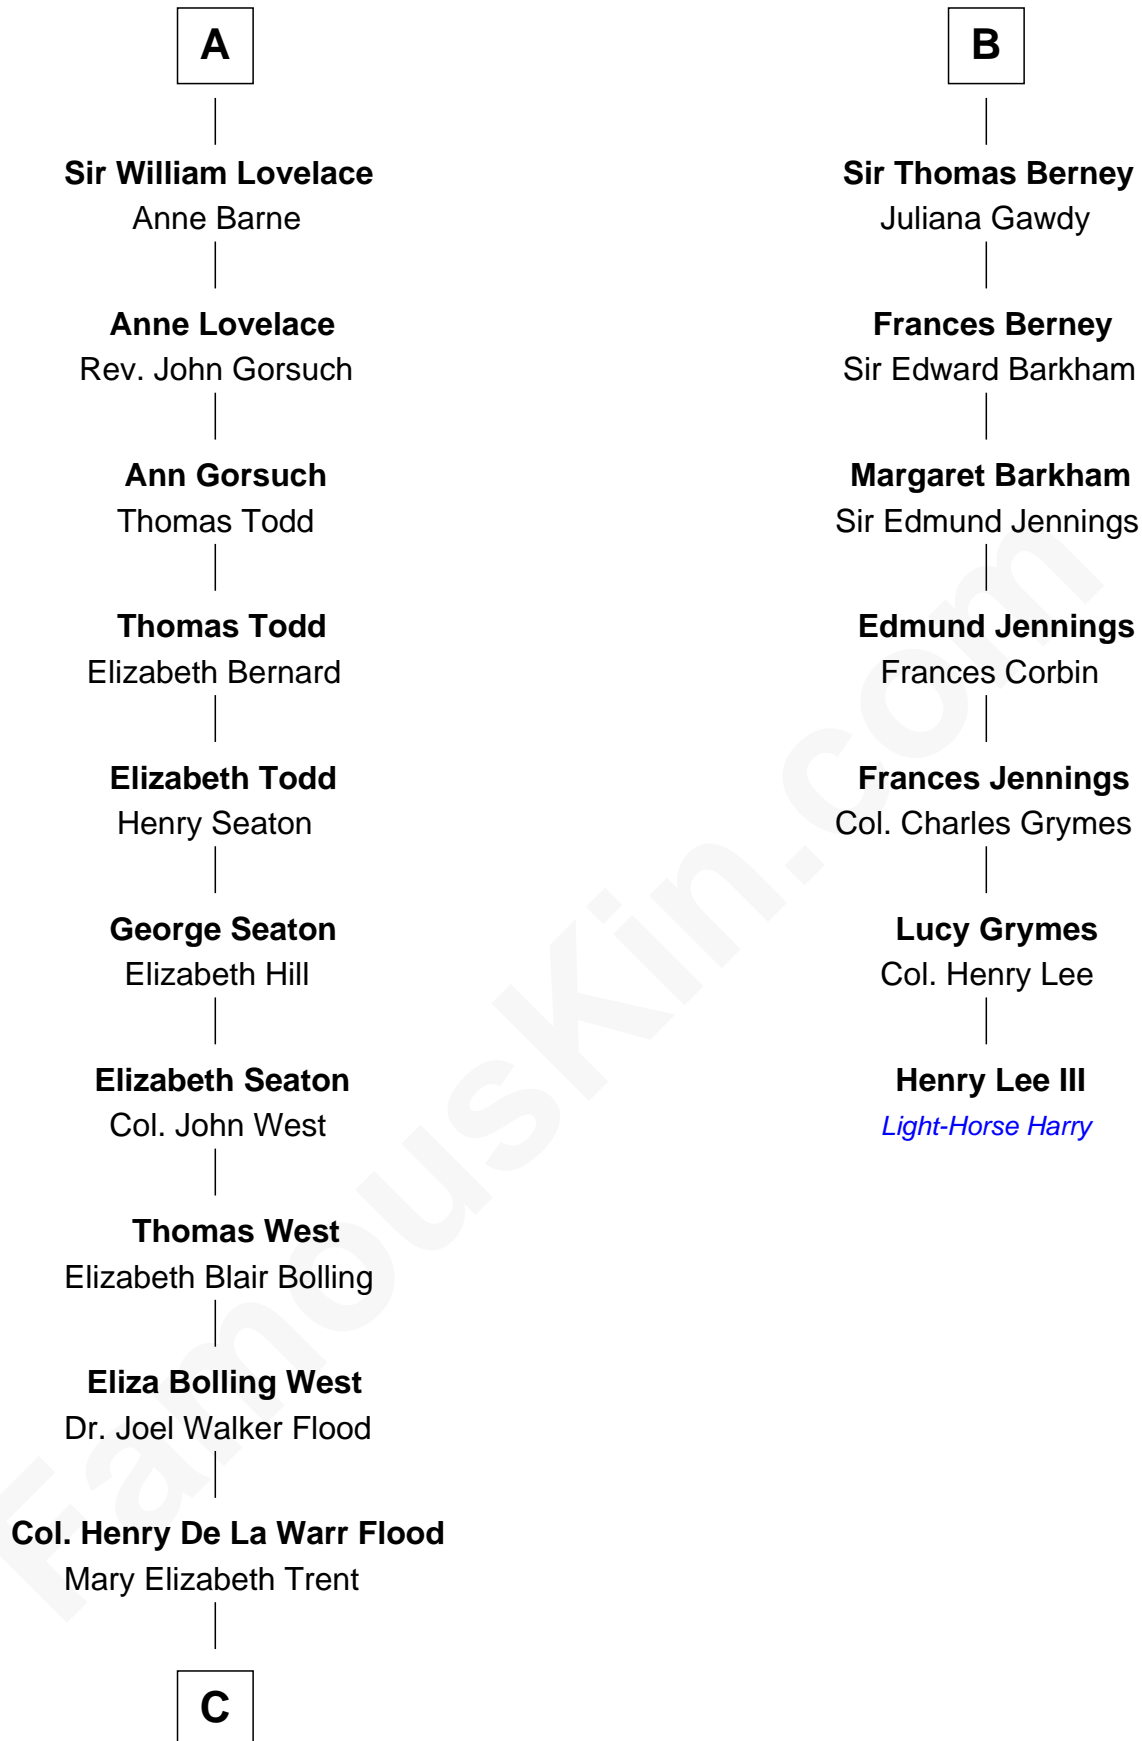 A
Sir William Lovelace
Anne Barne
Anne Lovelace
Rev. John Gorsuch
Ann Gorsuch
Thomas Todd
Thomas Todd
Elizabeth Bernard
Elizabeth Todd
Henry Seaton
George Seaton
Elizabeth Hill
Elizabeth Seaton
Col. John West
Thomas West
Elizabeth Blair Bolling
Eliza Bolling West
Dr. Joel Walker Flood
Col. Henry De La Warr Flood
Mary Elizabeth Trent
C
B
Sir Thomas Berney
Juliana Gawdy
Frances Berney
Sir Edward Barkham
Margaret Barkham
Sir Edmund Jennings
Edmund Jennings
Frances Corbin
Frances Jennings
Col. Charles Grymes
Lucy Grymes
Col. Henry Lee
Henry Lee III
Light-Horse Harry
FamousKin.com